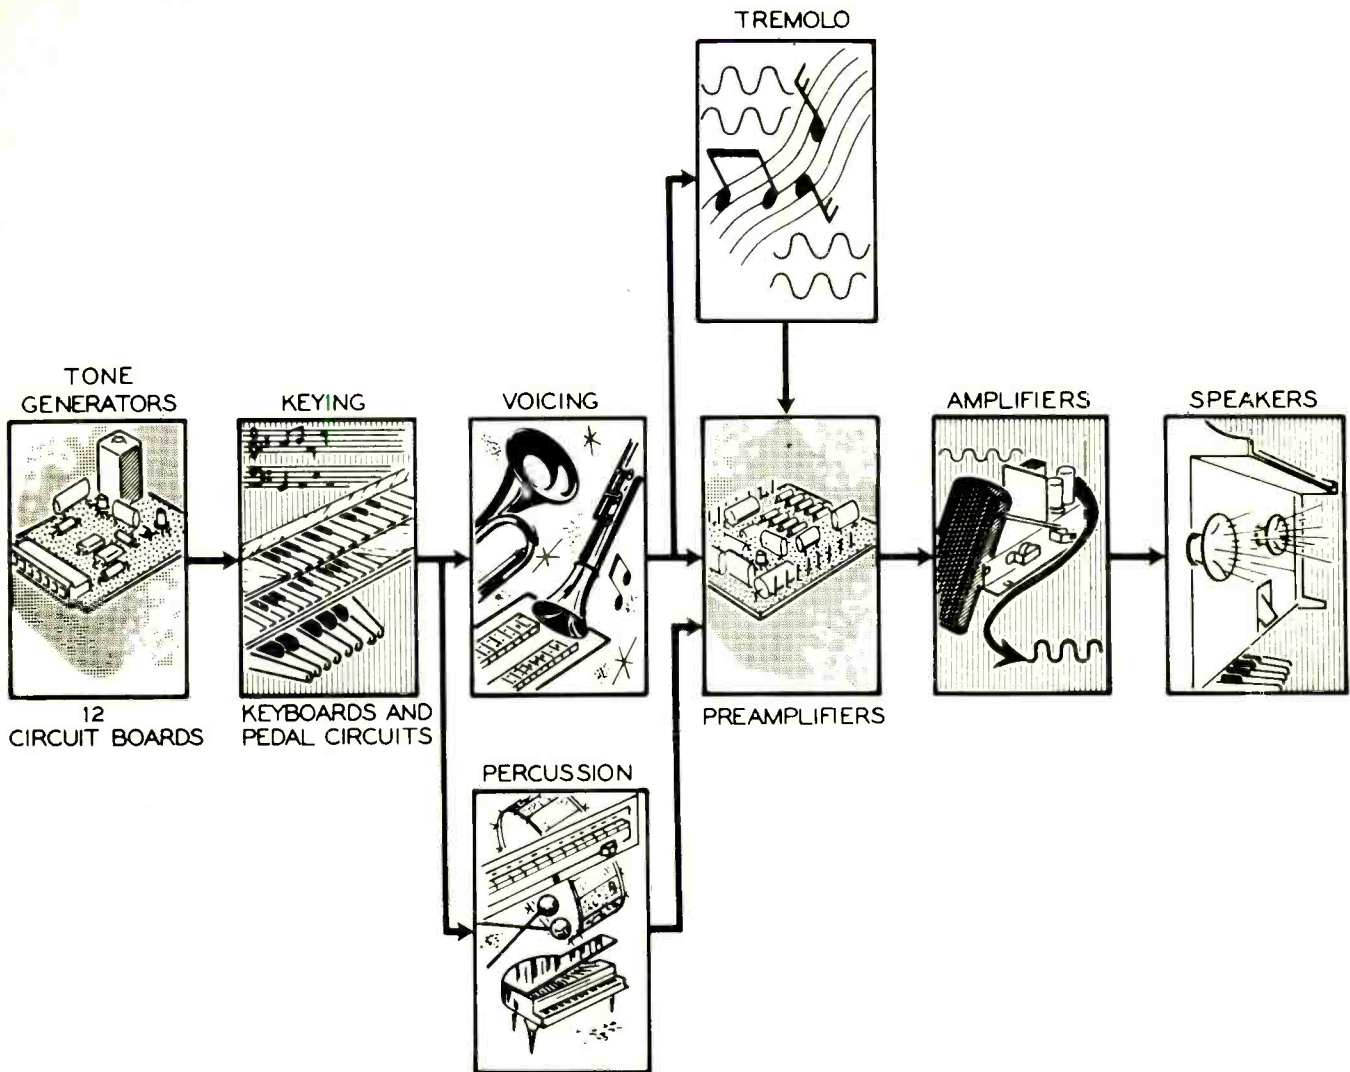 TREMOLO
TONE
GENERATORS
KEYING
VOICING
AMPLIFIERS
SPEAKERS
12
CIRCUIT BOARDS
KEYBOARDS AND
PEDAL CIRCUITS
PREAMPLIFIERS
PERCUSSION